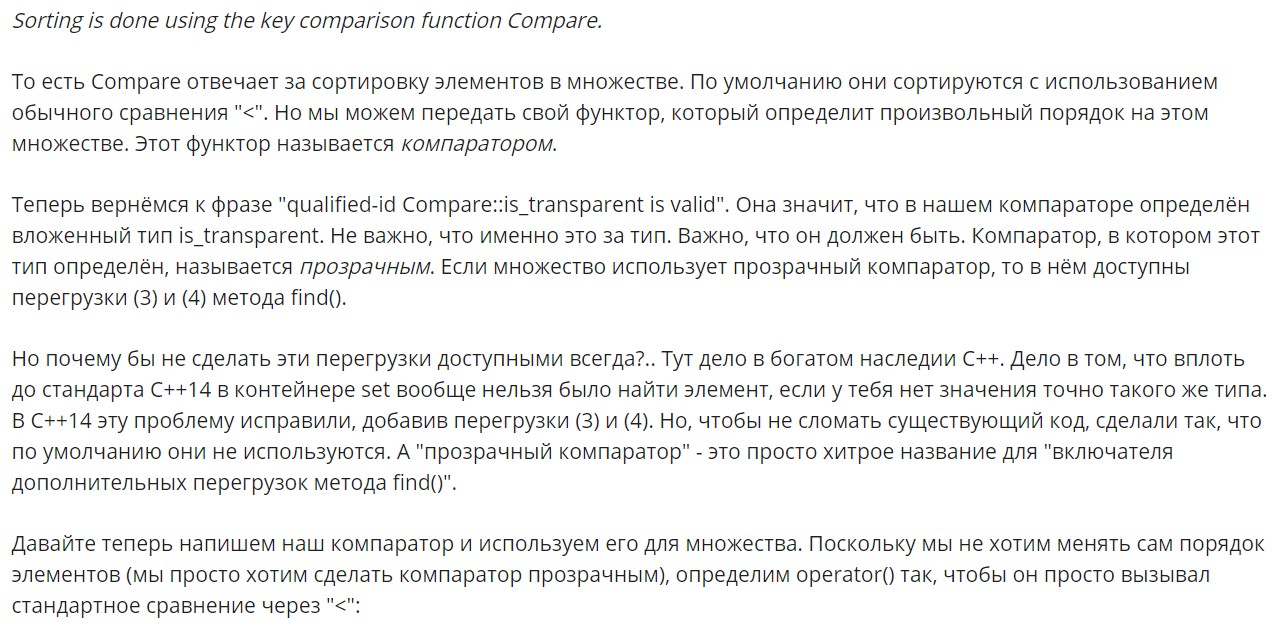 Sorting is done using the key comparison function Compare.
То есть Compare отвечает за сортировку элементов в множестве. По умолчанию они сортируются с использованием
обычного сравнения "<". Но мы можем передать свой функтор, который определит произвольный порядок на этом
множестве. Этот функтор называется компаратором.
Теперь вернёмся к фразе "qualified-id Compare::is_transparent is valid". Она значит, что в нашем компараторе определён
вложенный тип is_transparent. Не важно, что именно это за тип. Важно, что он должен быть. Компаратор, в котором этот
тип определён, называется прозрачным. Если множество использует прозрачный компаратор, то в нём доступны
перегрузки (3) и (4) метода find().
Но почему бы не сделать эти перегрузки доступными всегда?.. Тут дело в богатом наследии C++. Дело в том, что вплоть
до стандарта C++14 в контейнере set вообще нельзя было найти элемент, если у тебя нет значения точно такого же типа.
В C++14 эту проблему исправили, добавив перегрузки (3) и (4). Но, чтобы не сломать существующий код, сделали так, что
по умолчанию они не используются. А "прозрачный компаратор" - это просто хитрое название для "включателя
дополнительных перегрузок метода find()".
Давайте теперь напишем наш компаратор и используем его для множества. Поскольку мы не хотим менять сам порядок
элементов (мы просто хотим сделать компаратор прозрачным), определим operator() так, чтобы он просто вызывал
стандартное сравнение через "<":